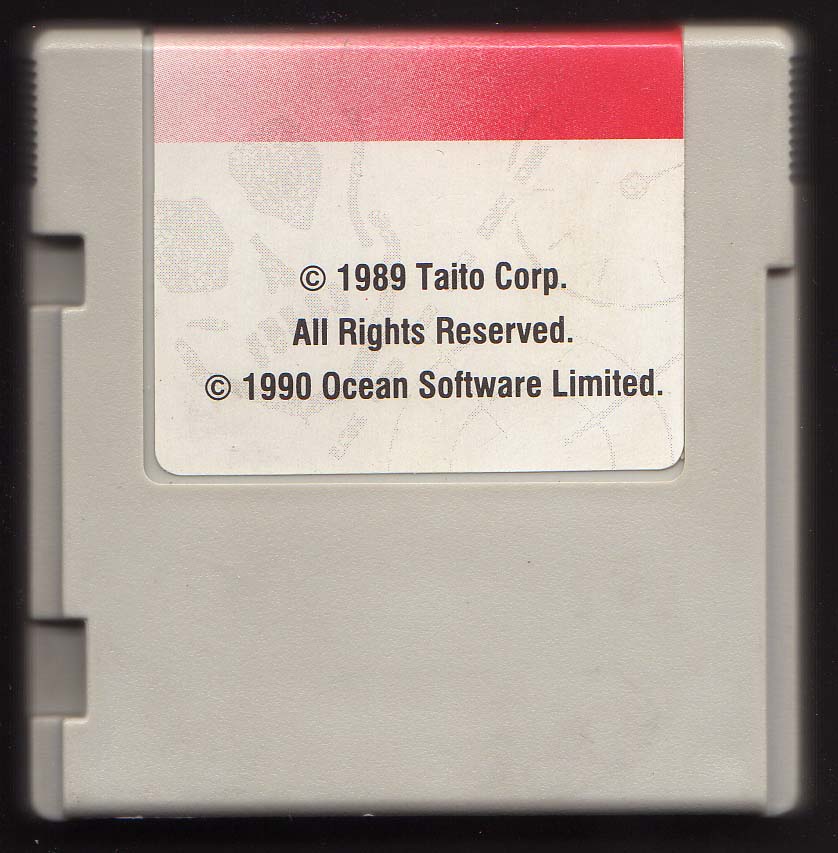 © 1989 Taito Corp.
All Rights Reserved.
© 1990 Ocean Software Limited.